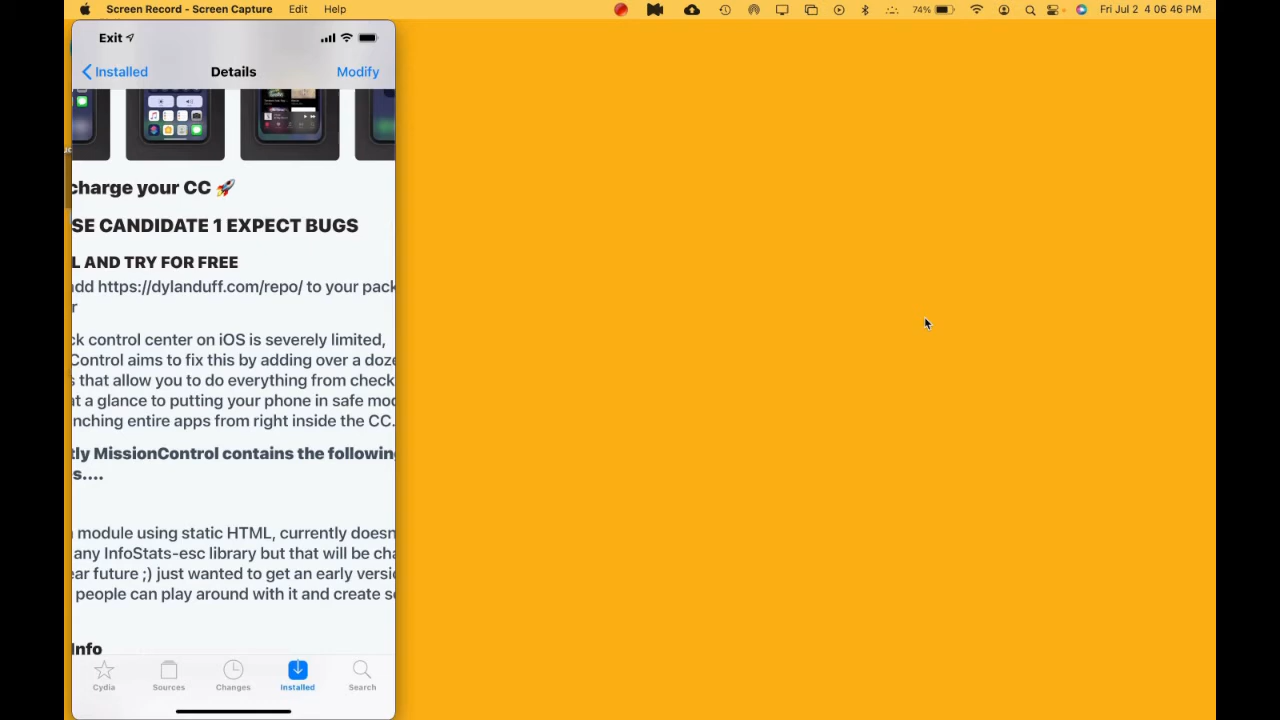 Screen Record - Screen Capture Edit Help 74% Fri Jul 2 4 06 46 PM
Exit
Installed Details Modify
charge your CC 🚀
SE CANDIDATE 1 EXPECT BUGS
L AND TRY FOR FREE
add https://dylanduff.com/repo/ to your pack
r
ck control center on iOS is severely limited,
Control aims to fix this by adding over a doze
s that allow you to do everything from check
at a glance to putting your phone in safe mod
nching entire apps from right inside the CC.
tly MissionControl contains the following
s....
module using static HTML, currently doesn
any InfoStats-esc library but that will be cha
ear future ;) just wanted to get an early versi
people can play around with it and create s
Info
Cydia Sources Changes Installed Search